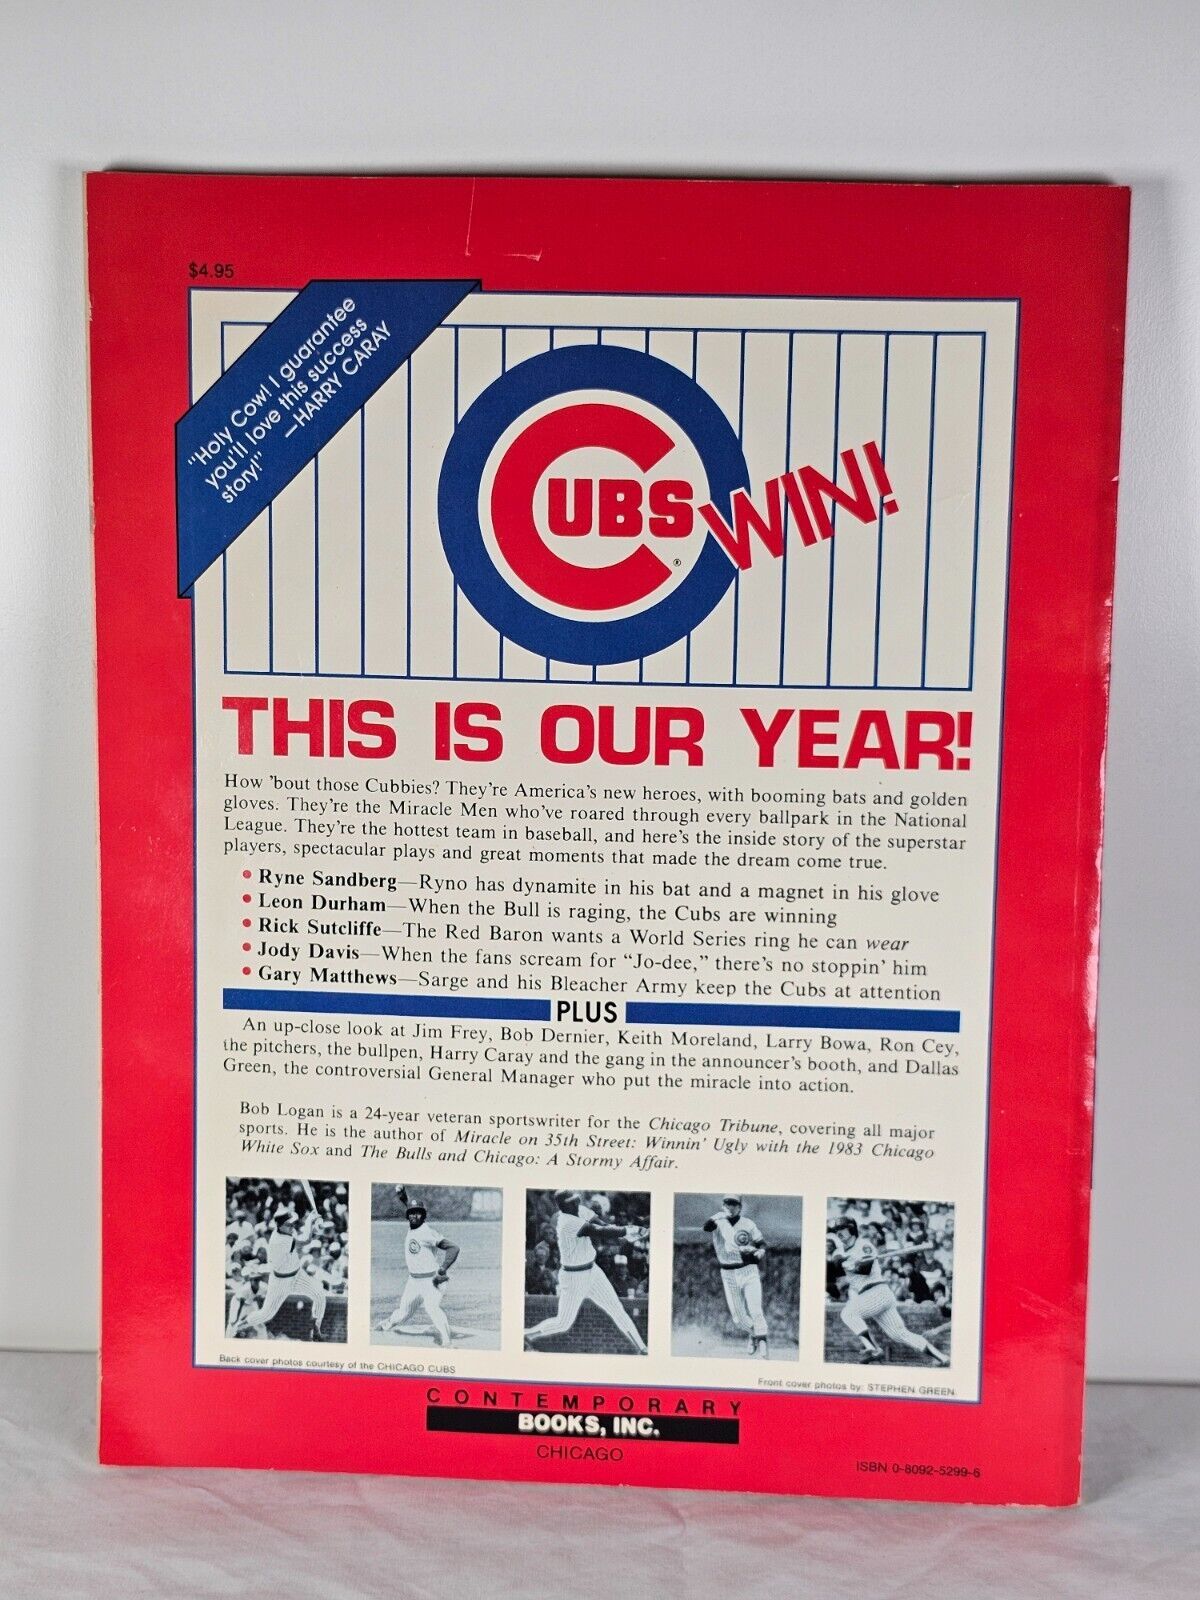 $4.95
"Holy Cow! I guarantee
you'll love this success
story!"
—HARRY CARAY
CUBS
®
WIN!
THIS IS OUR YEAR!
How 'bout those Cubbies? They're America's new heroes, with booming bats and golden
gloves. They're the Miracle Men who've roared through every ballpark in the National
League. They're the hottest team in baseball, and here's the inside story of the superstar
players, spectacular plays and great moments that made the dream come true.
• Ryne Sandberg—Ryno has dynamite in his bat and a magnet in his glove
• Leon Durham—When the Bull is raging, the Cubs are winning
• Rick Sutcliffe—The Red Baron wants a World Series ring he can wear
• Jody Davis—When the fans scream for "Jo-dee," there's no stoppin' him
• Gary Matthews—Sarge and his Bleacher Army keep the Cubs at attention
PLUS
An up-close look at Jim Frey, Bob Dernier, Keith Moreland, Larry Bowa, Ron Cey,
the pitchers, the bullpen, Harry Caray and the gang in the announcer's booth, and Dallas
Green, the controversial General Manager who put the miracle into action.
Bob Logan is a 24-year veteran sportswriter for the Chicago Tribune, covering all major
sports. He is the author of Miracle on 35th Street: Winnin' Ugly with the 1983 Chicago
White Sox and The Bulls and Chicago: A Stormy Affair.
Back cover photos courtesy of the CHICAGO CUBS
Front cover photos by: STEPHEN GREEN
CONTEMPORARY
BOOKS, INC.
CHICAGO
ISBN 0-8092-5299-6